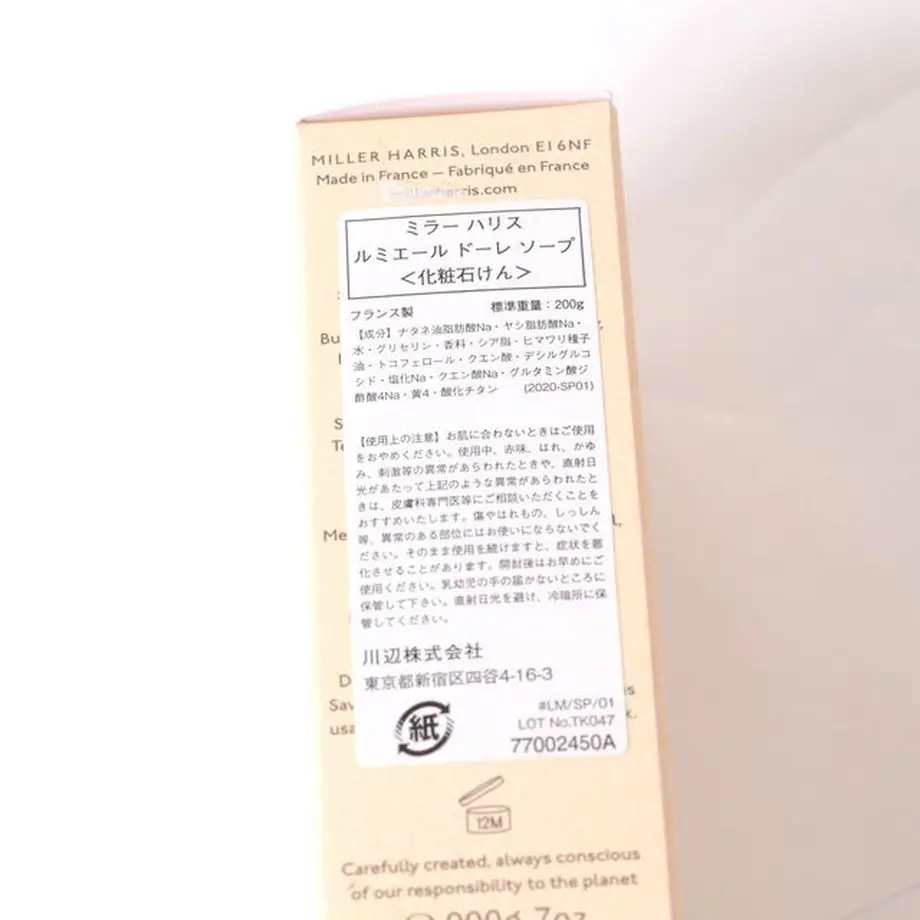 MILLER HARRIS, London E1 6NF
Made in France – Fabriqué en France
millerharris.com
ミラー ハリス
ルミエール ドーレ ソープ
＜化粧石けん＞
フランス製 標準重量：200g
【成分】ナタネ油脂肪酸Na・ヤシ脂肪酸Na・
水・グリセリン・香料・シア脂・ヒマワリ種子
油・トコフェロール・クエン酸・デシルグルコ
シド・塩化Na・クエン酸Na・グルタミン酸ジ
酢酸4Na・黄4・酸化チタン (2020-SP01)
【使用上の注意】お肌に合わないときはご使用
をおやめください。使用中、赤味、はれ、かゆ
み、刺激等の異常があらわれたときや、直射日
光があたって上記のような異常があらわれたと
きは、皮膚科専門医等にご相談いただくことを
おすすめいたします。傷やはれもの、しっしん
等、異常のある部位にはお使いにならないでく
ださい。そのまま使用を続けますと、症状を悪
化させることがあります。開封後はお早めにご
使用ください。乳幼児の手の届かないところに
保管して下さい。直射日光を避け、冷暗所に保
管してください。
川辺株式会社
東京都新宿区四谷4-16-3
紙
#LM/SP/01
LOT No.TK047
77002450A
12M
Carefully created, always conscious
of our responsibility to the planet